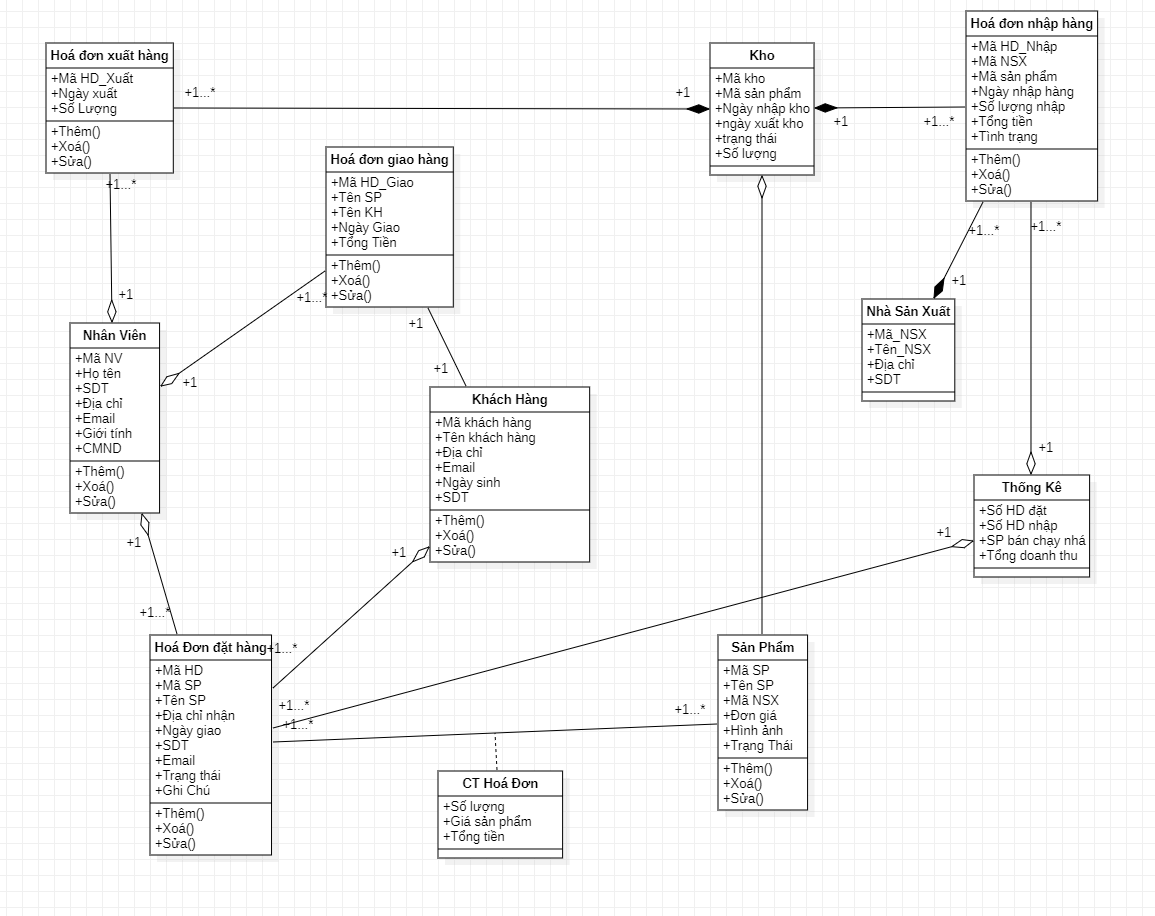 Hoá đơn xuất hàng
+Mã HD_Xuất
+Ngày xuất
+Số Lượng
+Thêm()
+Xoá()
+Sửa()
+1...*
+1
Kho
+Mã kho
+Mã sản phẩm
+Ngày nhập kho
+ngày xuất kho
+trạng thái
+Số lượng
+1
+1...*
Hoá đơn nhập hàng
+Mã HD_Nhập
+Mã NSX
+Mã sản phẩm
+Ngày nhập hàng
+Số lượng nhập
+Tổng tiền
+Tình trạng
+Thêm()
+Xoá()
+Sửa()
+1...*
+1
Hoá đơn giao hàng
+Mã HD_Giao
+Tên SP
+Tên KH
+Ngày Giao
+Tổng Tiền
+Thêm()
+Xoá()
+Sửa()
+1...*
+1
+1
+1
+1...*
+1
+1...*
+1
Nhà Sản Xuất
+Mã_NSX
+Tên_NSX
+Địa chỉ
+SDT
Nhân Viên
+Mã NV
+Họ tên
+SDT
+Địa chỉ
+Email
+Giới tính
+CMND
+Thêm()
+Xoá()
+Sửa()
+1
+1...*
Khách Hàng
+Mã khách hàng
+Tên khách hàng
+Địa chỉ
+Email
+Ngày sinh
+SDT
+Thêm()
+Xoá()
+Sửa()
+1
+1...*
Thống Kê
+Số HD đặt
+Số HD nhập
+SP bán chạy nhá
+Tổng doanh thu
+1
+1...*
Hoá Đơn đặt hàng
+Mã HD
+Mã SP
+Tên SP
+Địa chỉ nhận
+Ngày giao
+SDT
+Email
+Trạng thái
+Ghi Chú
+Thêm()
+Xoá()
+Sửa()
+1...*
+1...*
Sản Phẩm
+Mã SP
+Tên SP
+Mã NSX
+Đơn giá
+Hình ảnh
+Trạng Thái
+Thêm()
+Xoá()
+Sửa()
CT Hoá Đơn
+Số lượng
+Giá sản phẩm
+Tổng tiền